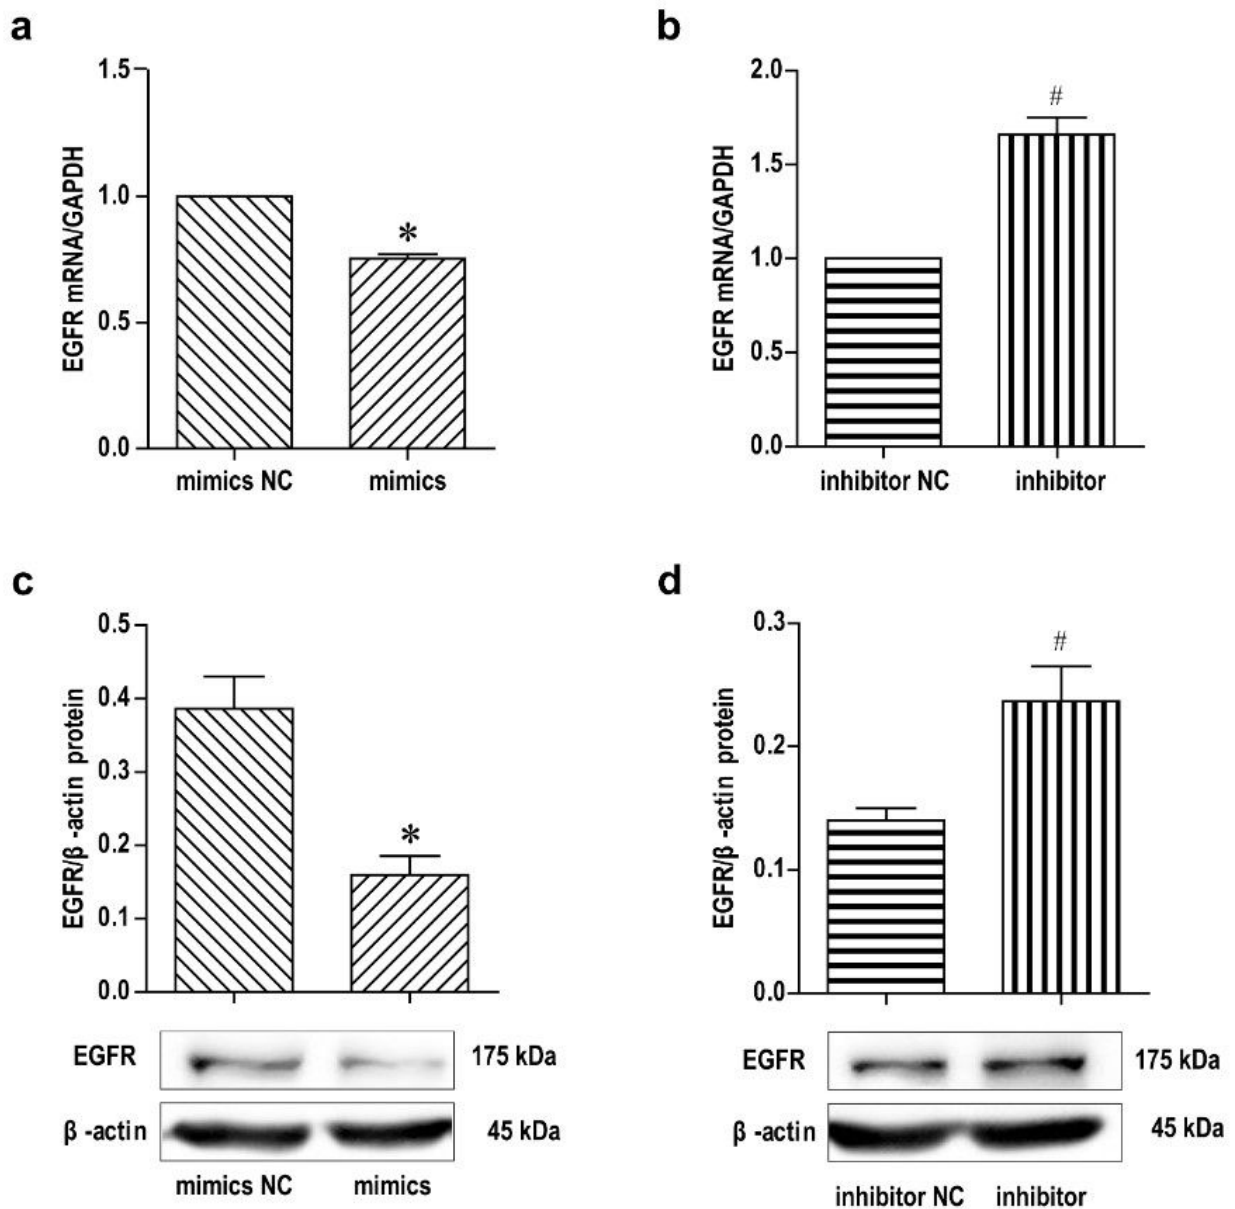 a
1.5
1.0
0.5
0.0
EGFR mRNA/GAPDH
*
mimics NC
mimics
b
2.0
1.5
1.0
0.5
0.0
EGFR mRNA/GAPDH
#
inhibitor NC
inhibitor
c
0.5
0.4
0.3
0.2
0.1
0.0
EGFR/β -actin protein
*
EGFR
175 kDa
β -actin
45 kDa
mimics NC
mimics
d
0.3
0.2
0.1
0.0
EGFR/β -actin protein
#
EGFR
175 kDa
β -actin
45 kDa
inhibitor NC
inhibitor